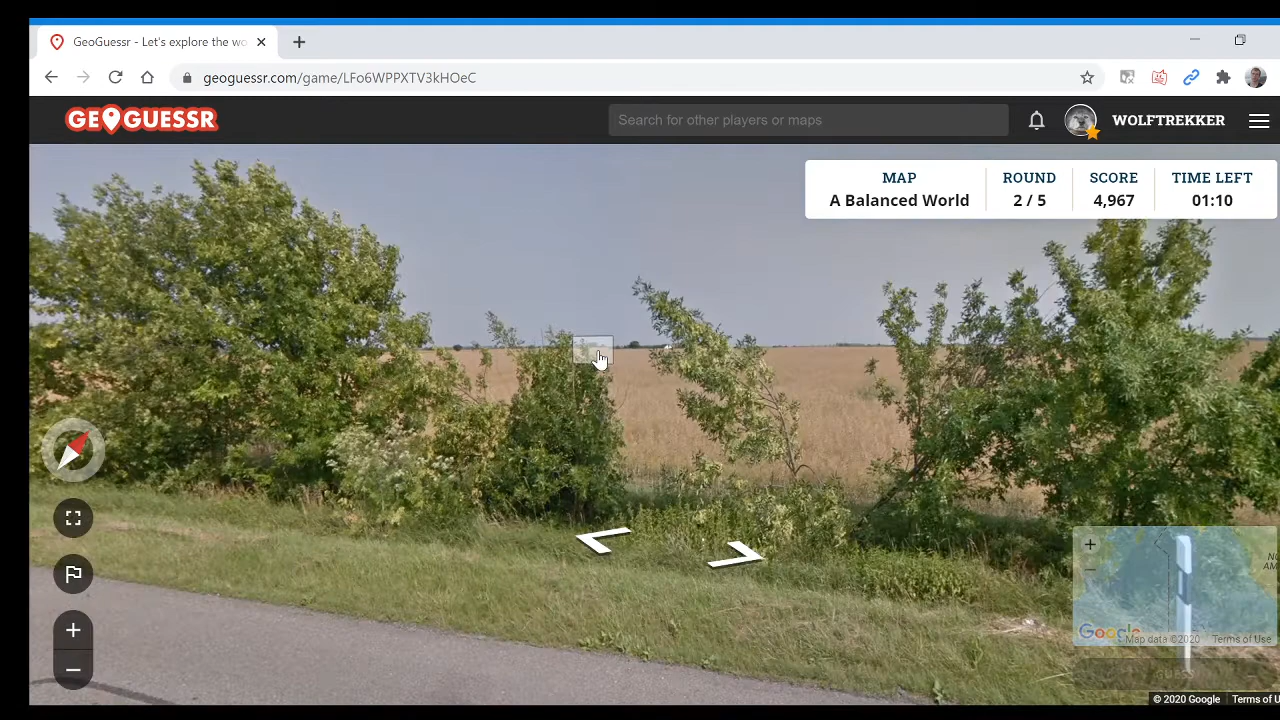 GeoGuessr - Let's explore the wo
geoguessr.com/game/LFo6WPPXTV3kHOeC
GEOGUESSR
Search for other players or maps
WOLFTREKKER
MAP ROUND SCORE TIME LEFT
A Balanced World 2 / 5 4,967 01:10
Google Map data ©2020 Terms of Use
GUESS
© 2020 Google Terms of U